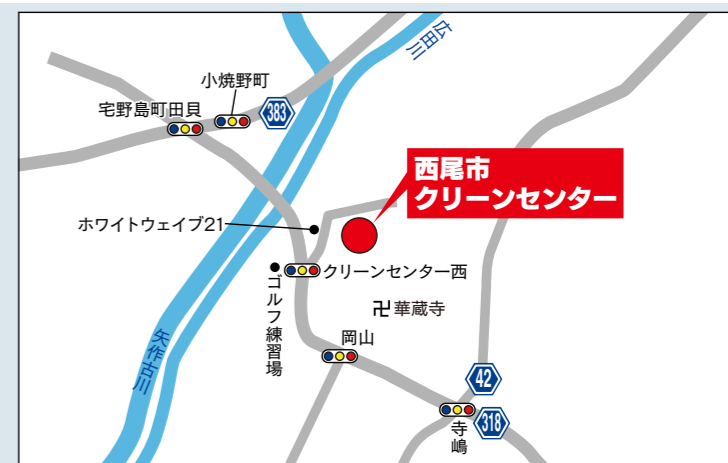 広田川
小焼野町
宅野島町田貝
383
西尾市
クリーンセンター
ホワイトウェイブ21
クリーンセンター西
ゴルフ練習場
卍華蔵寺
岡山
矢作古川
42
318
寺嶋